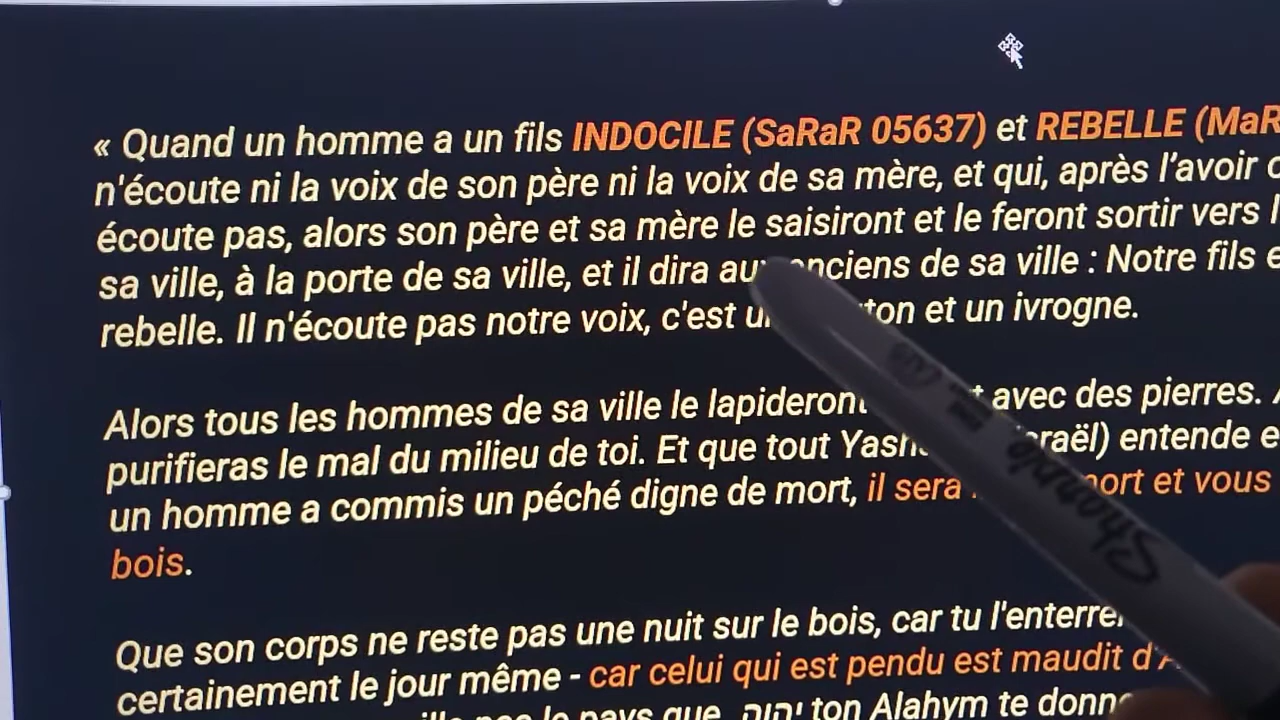 « Quand un homme a un fils INDOCILE (SaRaR 05637) et REBELLE (MaR
n'écoute ni la voix de son père ni la voix de sa mère, et qui, après l’avoir
écoute pas, alors son père et sa mère le saisiront et le feront sortir vers
sa ville, à la porte de sa ville, et il dira aux anciens de sa ville : Notre fils
rebelle. Il n'écoute pas notre voix, c'est et un ivrogne.
Alors tous les hommes de sa ville le lapideront avec des pierres.
purifieras le mal du milieu de toi. Et que tout entende
un homme a commis un péché digne de mort, il sera mort et vous
bois.
Que son corps ne reste pas une nuit sur le bois, car tu
certainement le jour même - car celui qui est pendu est maudit
le pays que יהוה ton Alahym te
Sharpie